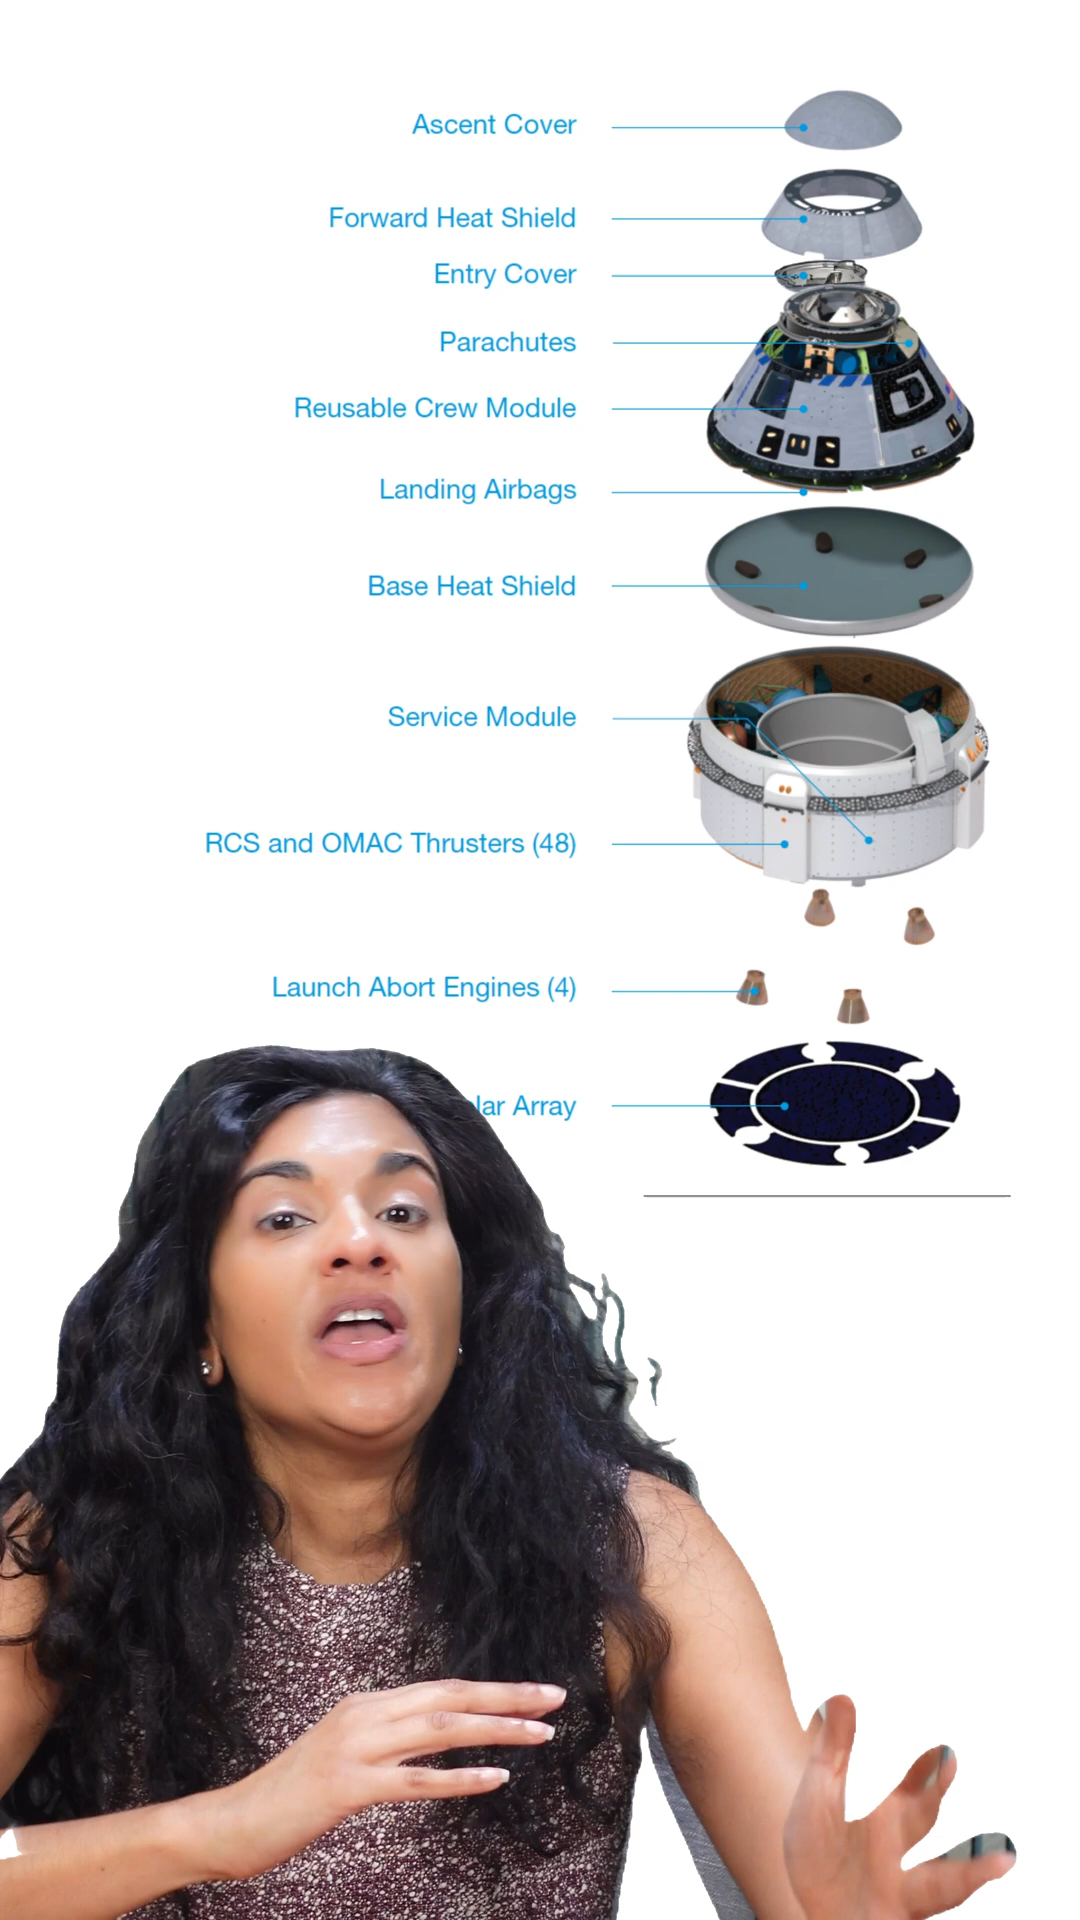 Ascent Cover
Forward Heat Shield
Entry Cover
Parachutes
Reusable Crew Module
Landing Airbags
Base Heat Shield
Service Module
RCS and OMAC Thrusters (48)
Launch Abort Engines (4)
Array